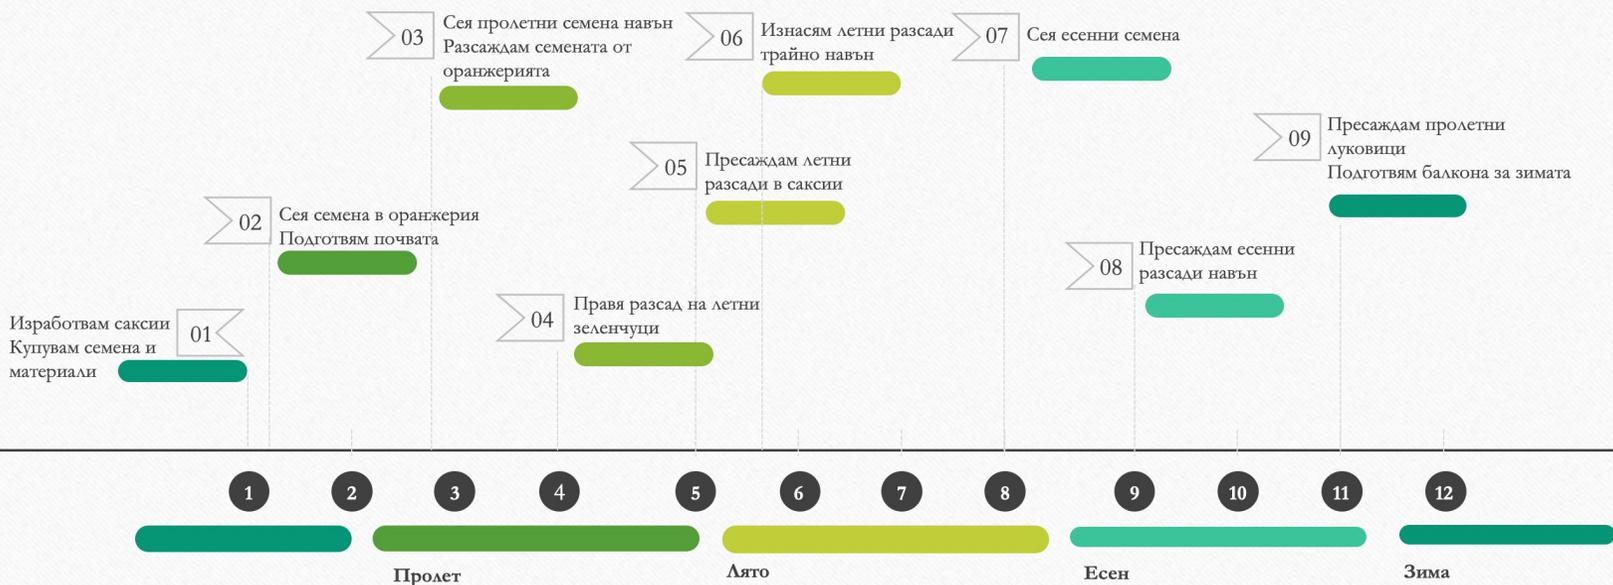 03
Сея пролетни семена навън
Разсаждам семената от
оранжерията
06
Изнасям летни разсади
трайно навън
07
Сея есенни семена
09
Пресаждам пролетни
луковици
Подготвям балкона за зимата
05
Пресаждам летни
разсади в саксии
02
Сея семена в оранжерия
Подготвям почвата
08
Пресаждам есенни
разсади навън
04
Правя разсад на летни
зеленчуци
01
Изработвам саксии
Купувам семена и
материали
1 2 3 4 5 6 7 8 9 10 11 12
Пролет Лято Есен Зима